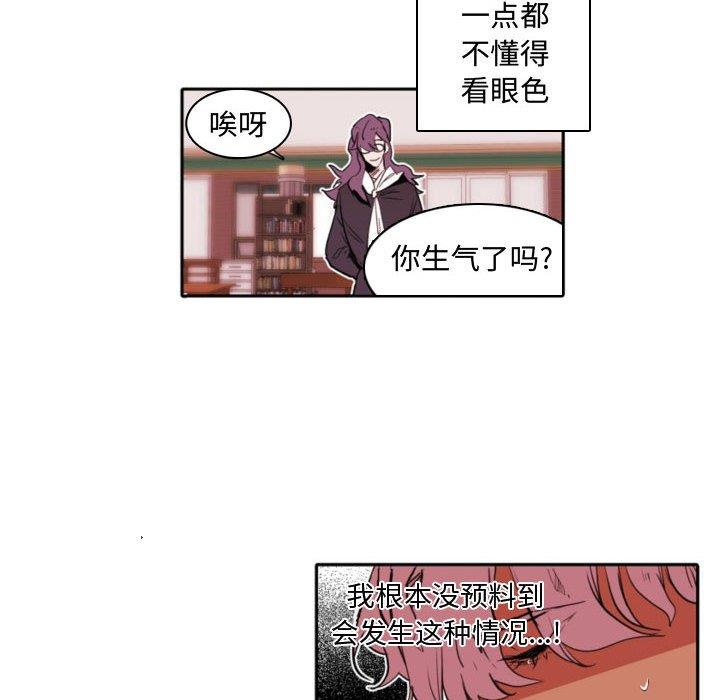 一点都
不懂得
看眼色
唉呀
你生气了吗?
我根本没预料到
会发生这种情况...!